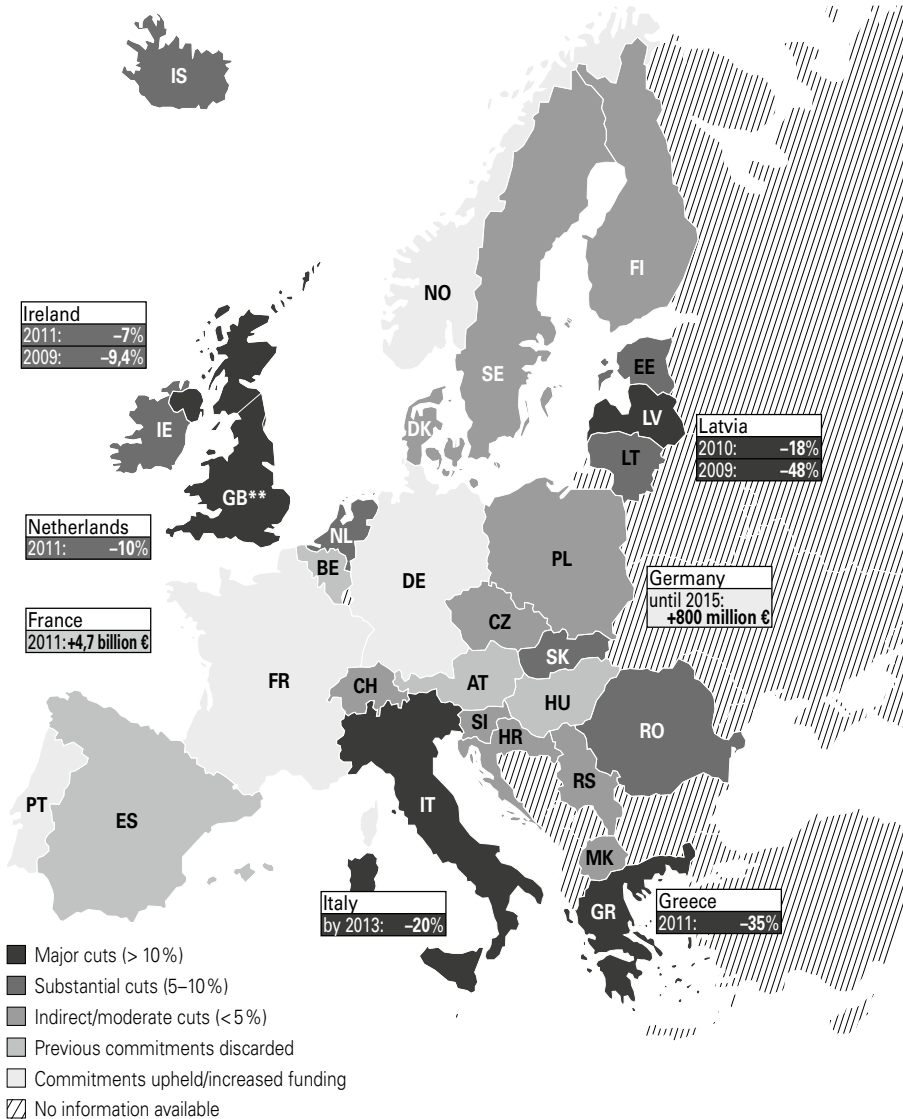 IS
NO
FI
SE
Ireland
2011: –7%
2009: –9,4%
EE
IE
LV
DK
Latvia
2010: –18%
2009: –48%
LT
GB**
Netherlands
2011: –10%
NL
BE
DE
PL
Germany
until 2015:
+800 million €
France
2011:+4,7 billion €
CZ
SK
FR
CH
AT
HU
SI
HR
RO
RS
PT
ES
IT
MK
Italy
by 2013: –20%
GR
Greece
2011: –35%
Major cuts (> 10%)
Substantial cuts (5–10%)
Indirect/moderate cuts (<5%)
Previous commitments discarded
Commitments upheld/increased funding
No information available